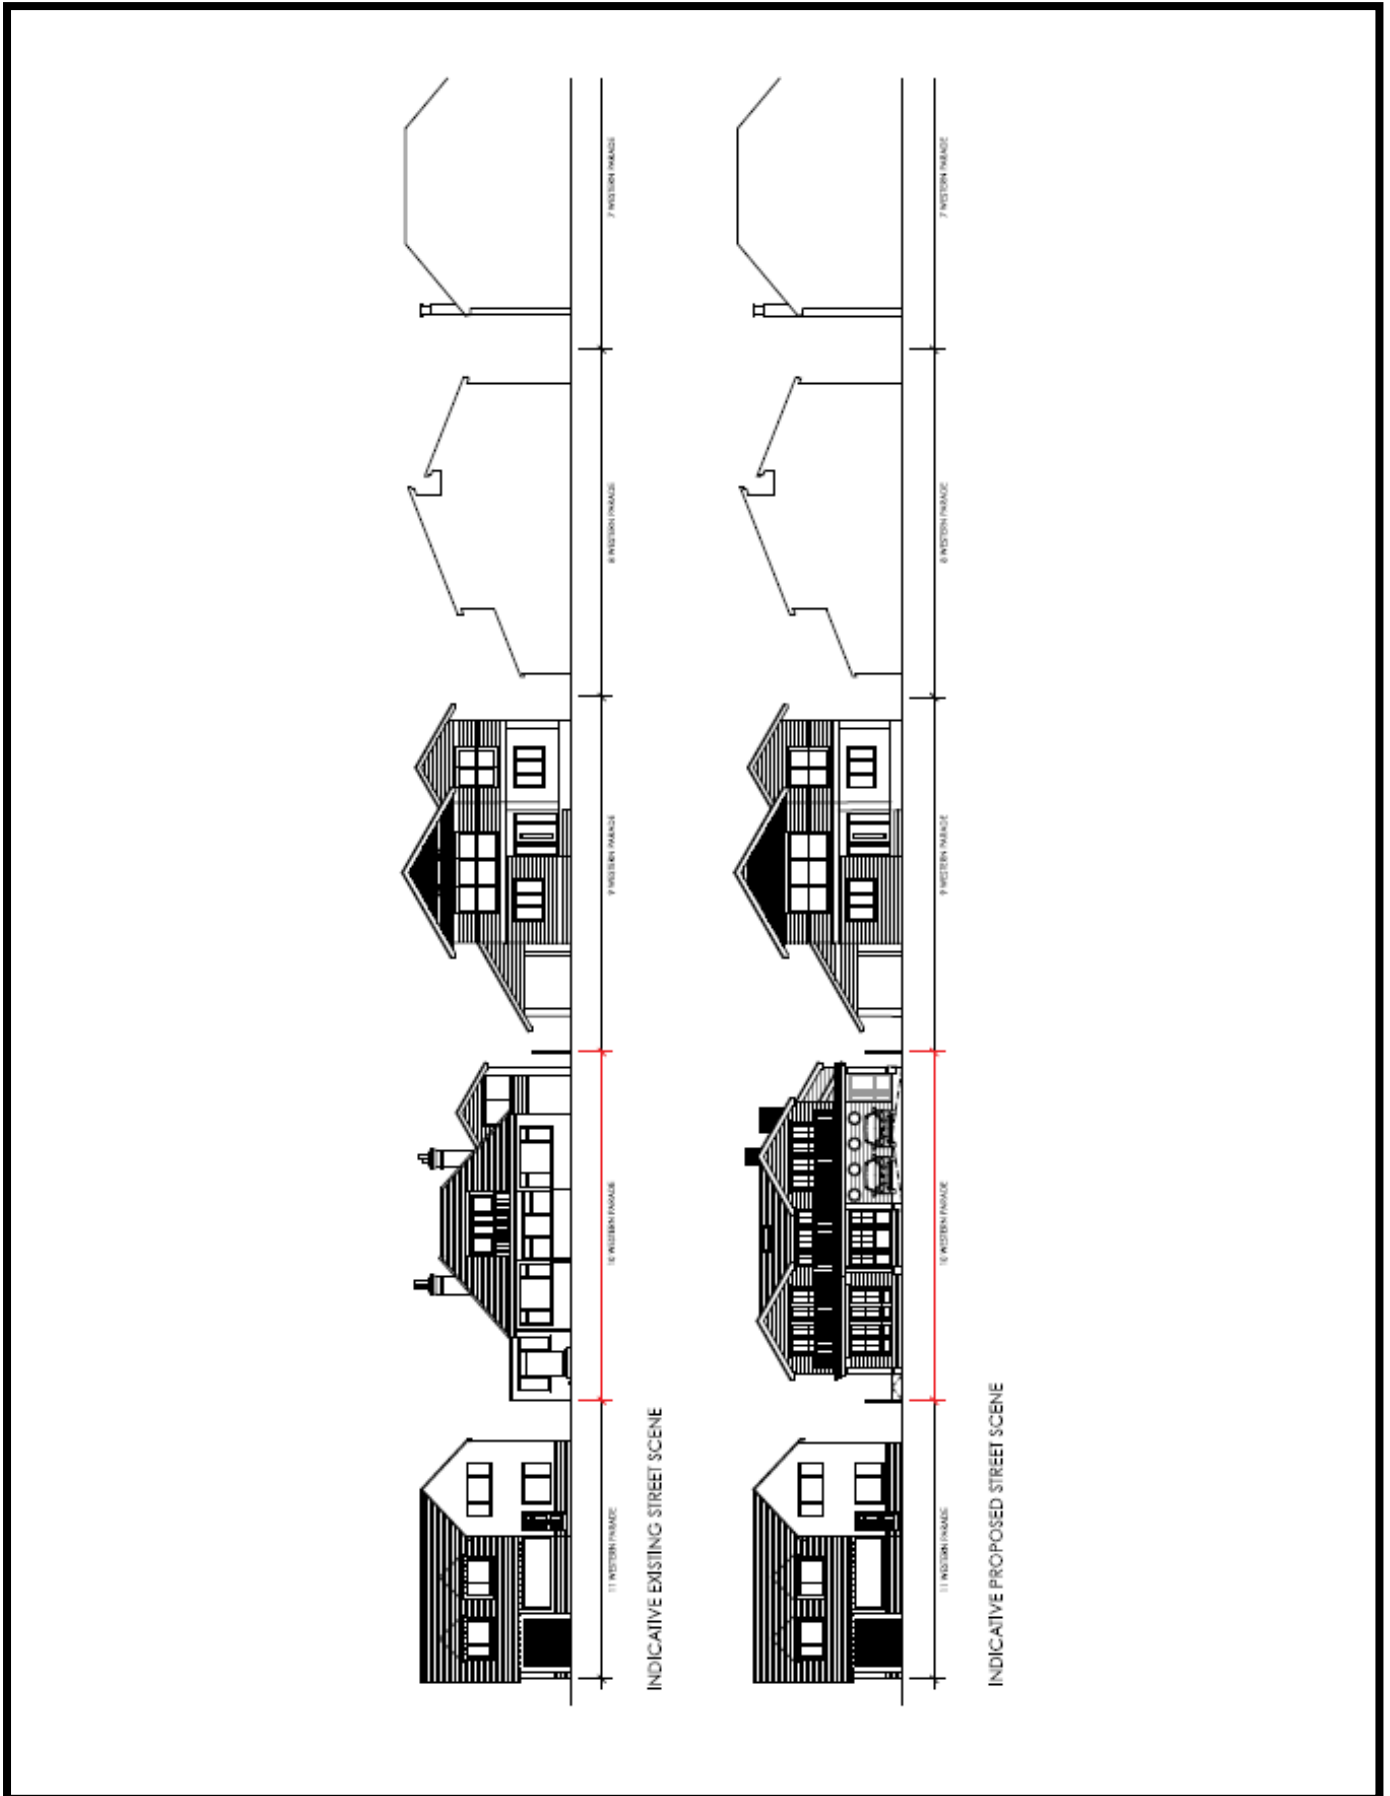 11 WESTERN PARADE
10 WESTERN PARADE
9 WESTERN PARADE
8 WESTERN PARADE
7 WESTERN PARADE
INDICATIVE EXISTING STREET SCENE
11 WESTERN PARADE
10 WESTERN PARADE
9 WESTERN PARADE
8 WESTERN PARADE
7 WESTERN PARADE
INDICATIVE PROPOSED STREET SCENE